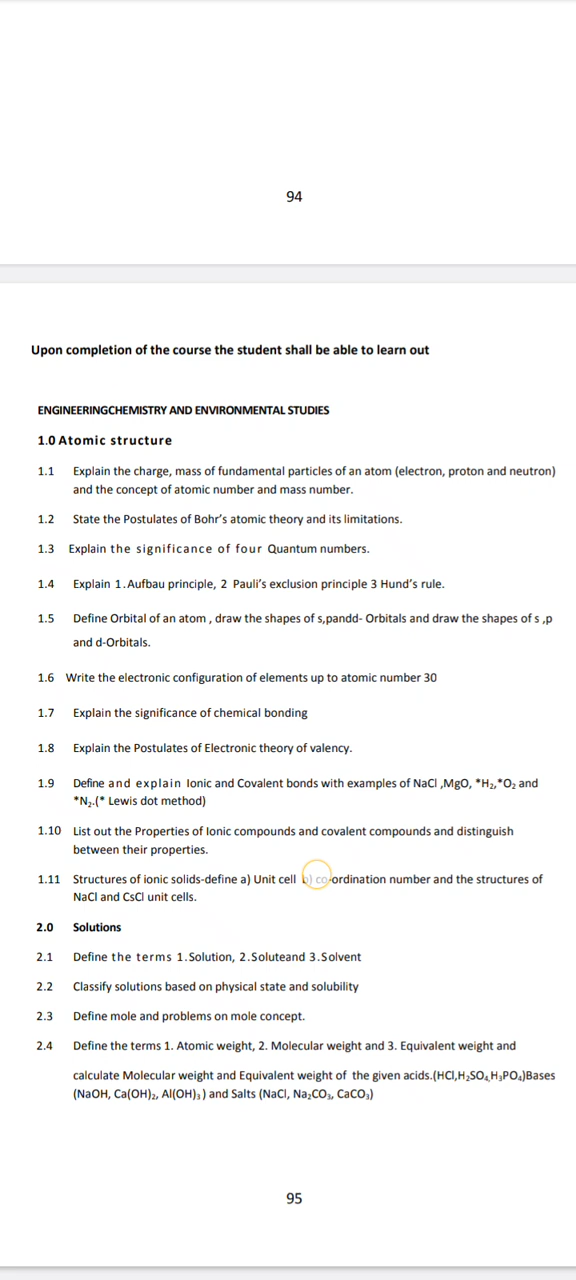 94
Upon completion of the course the student shall be able to learn out
ENGINEERINGCHEMISTRY AND ENVIRONMENTAL STUDIES
1.0 Atomic structure
1.1 Explain the charge, mass of fundamental particles of an atom (electron, proton and neutron)
and the concept of atomic number and mass number.
1.2 State the Postulates of Bohr's atomic theory and its limitations.
1.3 Explain the significance of four Quantum numbers.
1.4 Explain 1.Aufbau principle, 2 Pauli's exclusion principle 3 Hund's rule.
1.5 Define Orbital of an atom , draw the shapes of s,pandd- Orbitals and draw the shapes of s ,p
and d-Orbitals.
1.6 Write the electronic configuration of elements up to atomic number 30
1.7 Explain the significance of chemical bonding
1.8 Explain the Postulates of Electronic theory of valency.
1.9 Define and explain Ionic and Covalent bonds with examples of NaCl ,MgO, *H₂,*O₂ and
*N₂.(* Lewis dot method)
1.10 List out the Properties of Ionic compounds and covalent compounds and distinguish
between their properties.
1.11 Structures of ionic solids-define a) Unit cell b) co-ordination number and the structures of
NaCl and CsCl unit cells.
2.0 Solutions
2.1 Define the terms 1.Solution, 2.Soluteand 3.Solvent
2.2 Classify solutions based on physical state and solubility
2.3 Define mole and problems on mole concept.
2.4 Define the terms 1. Atomic weight, 2. Molecular weight and 3. Equivalent weight and
calculate Molecular weight and Equivalent weight of the given acids.(HCl,H₂SO₄,H₃PO₄)Bases
(NaOH, Ca(OH)₂, Al(OH)₃) and Salts (NaCl, Na₂CO₃, CaCO₃)
95